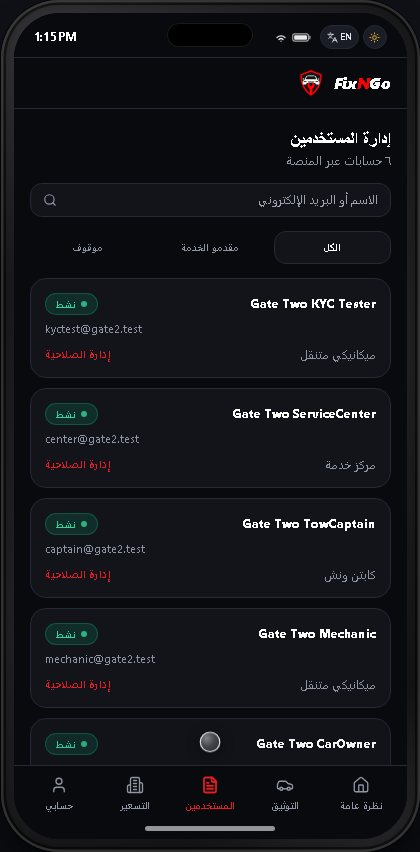 1:15 PM
EN
FixNGo
إدارة المستخدمين
٦ حسابات عبر المنصة
الاسم أو البريد الإلكتروني
الكل
مقدمو الخدمة
موقوف
Gate Two KYC Tester
نشط
kyctest@gate2.test
ميكانيكي متنقل
إدارة الصلاحية
Gate Two ServiceCenter
نشط
center@gate2.test
مركز خدمة
إدارة الصلاحية
Gate Two TowCaptain
نشط
captain@gate2.test
كابتن ونش
إدارة الصلاحية
Gate Two Mechanic
نشط
mechanic@gate2.test
ميكانيكي متنقل
إدارة الصلاحية
Gate Two CarOwner
نشط
نظرة عامة
التوثيق
المستخدمين
التسعير
حسابي